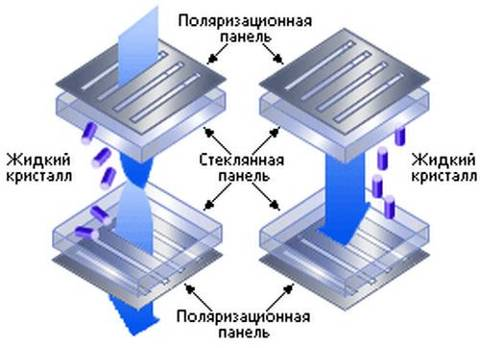 Поляризационная
панель
Жидкий
кристалл
Стеклянная
панель
Жидкий
кристалл
Поляризационная
панель